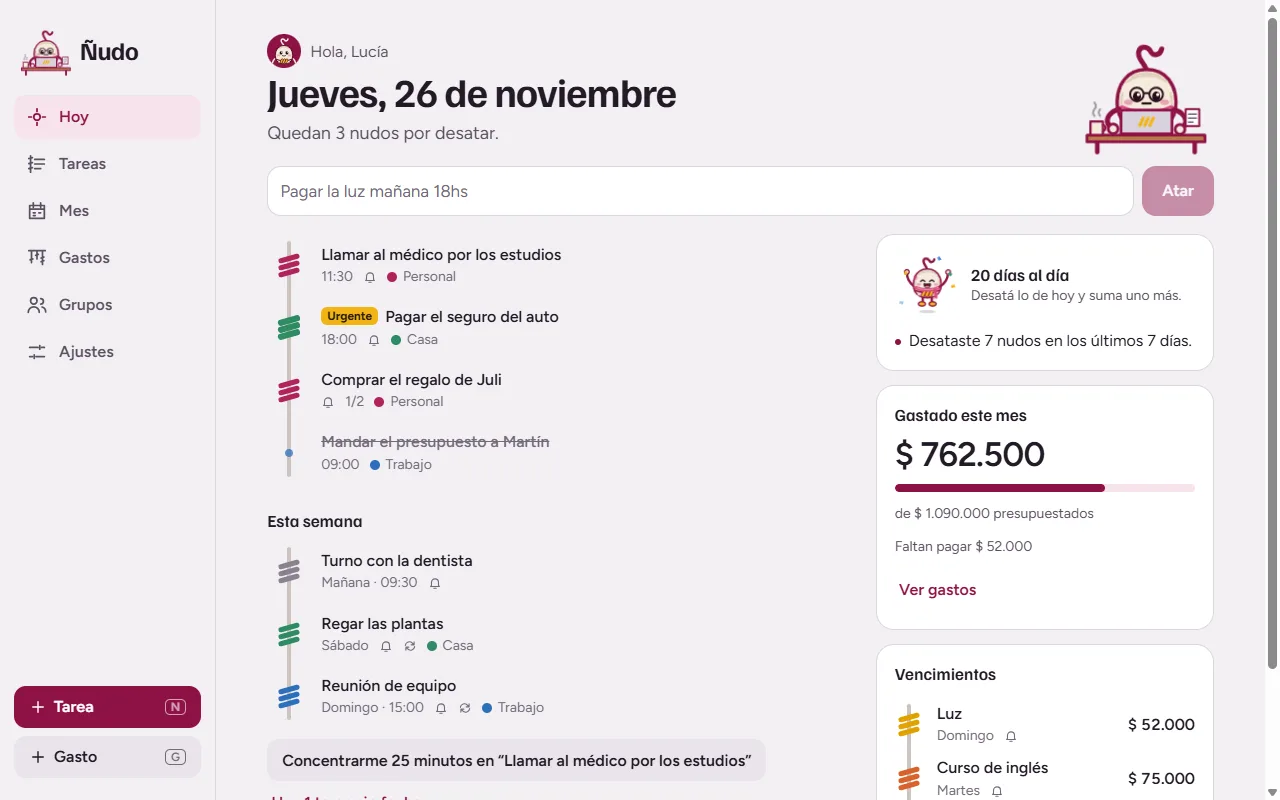 Ñudo
Hoy
Tareas
Mes
Gastos
Grupos
Ajustes
+ Tarea N
+ Gasto G
Hola, Lucía
Jueves, 26 de noviembre
Quedan 3 nudos por desatar.
Pagar la luz mañana 18hs
Atar
Llamar al médico por los estudios
11:30 Personal
Urgente Pagar el seguro del auto
18:00 Casa
Comprar el regalo de Juli
1/2 Personal
Mandar el presupuesto a Martín
09:00 Trabajo
Esta semana
Turno con la dentista
Mañana · 09:30
Regar las plantas
Sábado Casa
Reunión de equipo
Domingo · 15:00 Trabajo
Concentrarme 25 minutos en “Llamar al médico por los estudios”
20 días al día
Desatá lo de hoy y suma uno más.
Desataste 7 nudos en los últimos 7 días.
Gastado este mes
$ 762.500
de $ 1.090.000 presupuestados
Faltan pagar $ 52.000
Ver gastos
Vencimientos
Luz
Domingo
$ 52.000
Curso de inglés
Martes
$ 75.000